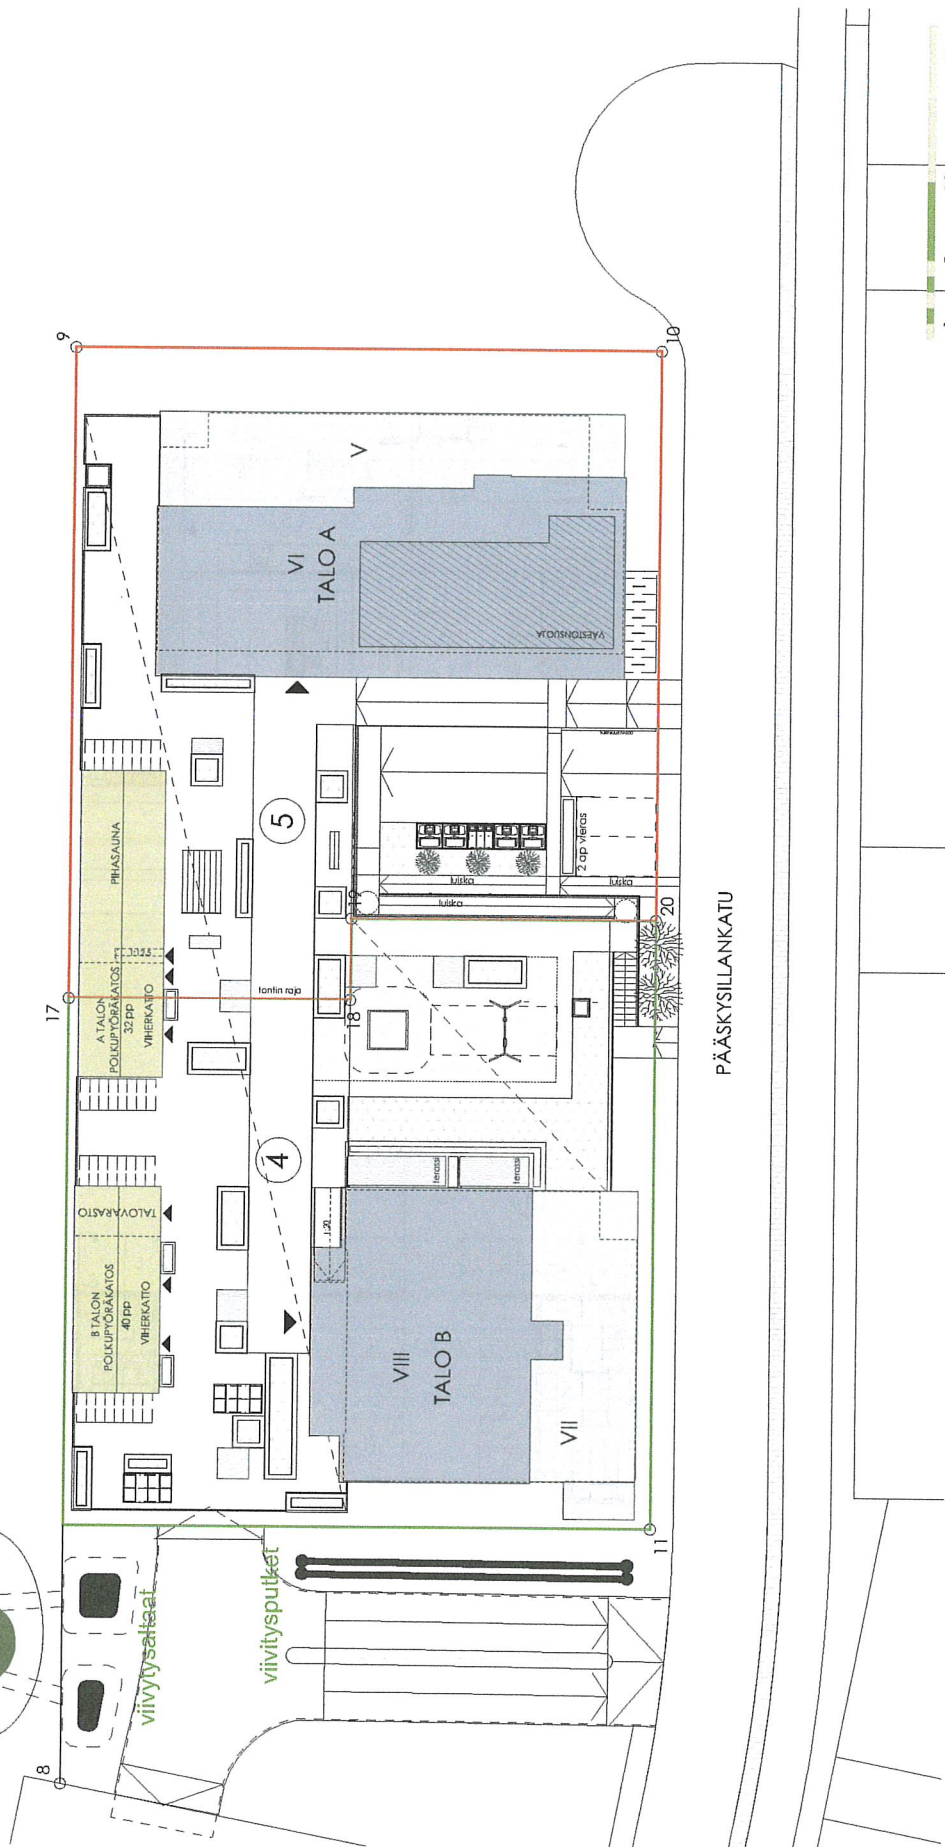 9
10
V
VI
TALO A
VÄESTÖNSUOJA
PIHASAUNA
A TALON
POLKUPYÖRÄKATOS
32 pp
VIHERKATTO
17
5
2 ap vieras
luiska
luiska
luiska
20
tontin raja
18
PÄÄSKYSILLANKATU
4
terassi
terassi
TALOVARASTO
B TALON
POLKUPYÖRÄKATOS
40 pp
VIHERKATTO
VIII
TALO B
VII
11
viivytysaltaat
viivitysputket
8